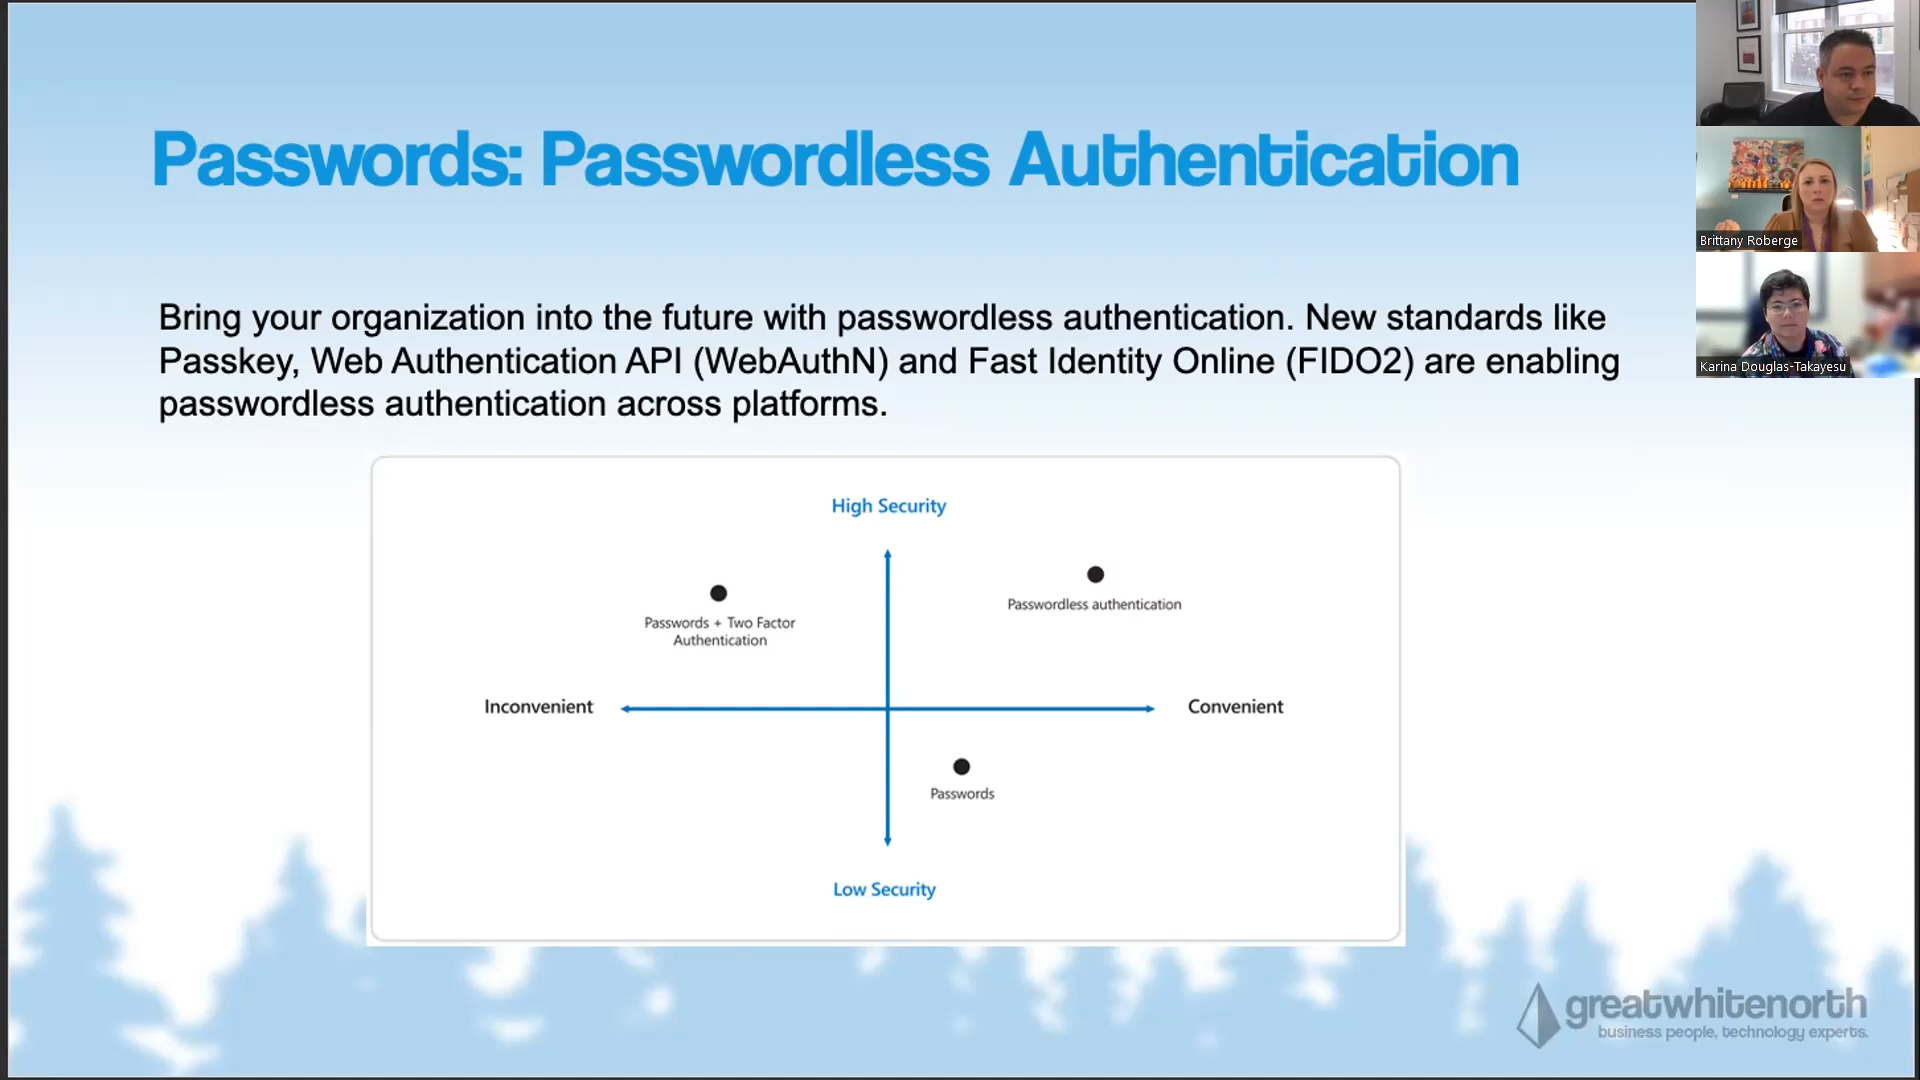 Passwords: Passwordless Authentication
Bring your organization into the future with passwordless authentication. New standards like
Passkey, Web Authentication API (WebAuthN) and Fast Identity Online (FIDO2) are enabling
passwordless authentication across platforms.
High Security
Passwordless authentication
Passwords + Two Factor
Authentication
Inconvenient
Convenient
Passwords
Low Security
greatwhitenorth
business people, technology experts.
Brittany Roberge
Karina Douglas-Takayesu